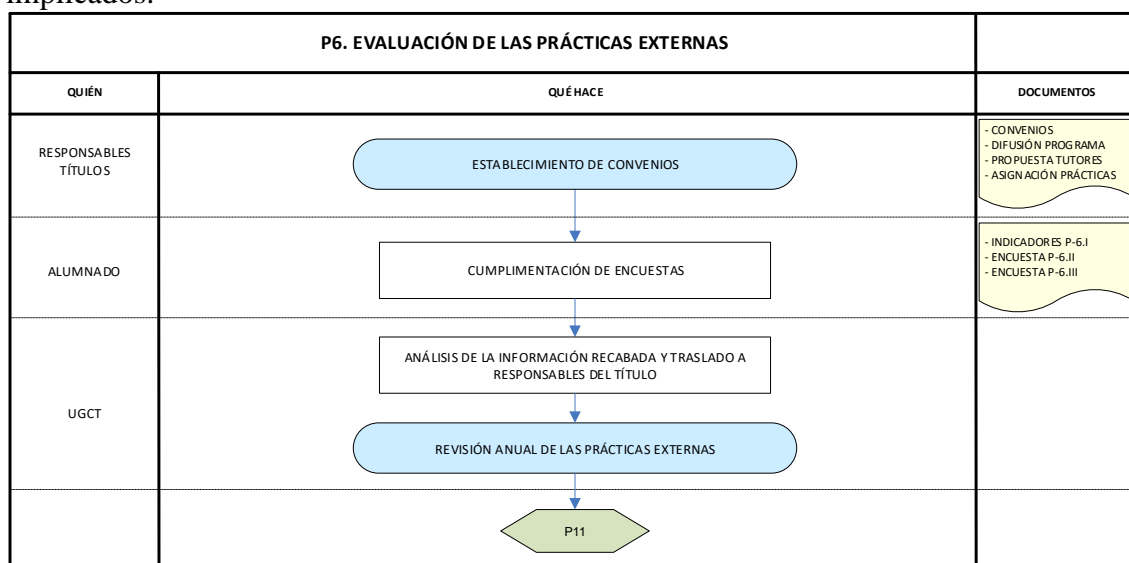 implicados.
P6. EVALUACIÓN DE LAS PRÁCTICAS EXTERNAS
QUIÉN
QUÉ HACE
DOCUMENTOS
RESPONSABLES
TÍTULOS
ESTABLECIMIENTO DE CONVENIOS
- CONVENIOS
- DIFUSIÓN PROGRAMA
- PROPUESTA TUTORES
- ASIGNACIÓN PRÁCTICAS
ALUMNADO
CUMPLIMENTACIÓN DE ENCUESTAS
- INDICADORES P-6.I
- ENCUESTA P-6.II
- ENCUESTA P-6.III
UGCT
ANÁLISIS DE LA INFORMACIÓN RECABADA Y TRASLADO A
RESPONSABLES DEL TÍTULO
REVISIÓN ANUAL DE LAS PRÁCTICAS EXTERNAS
P11